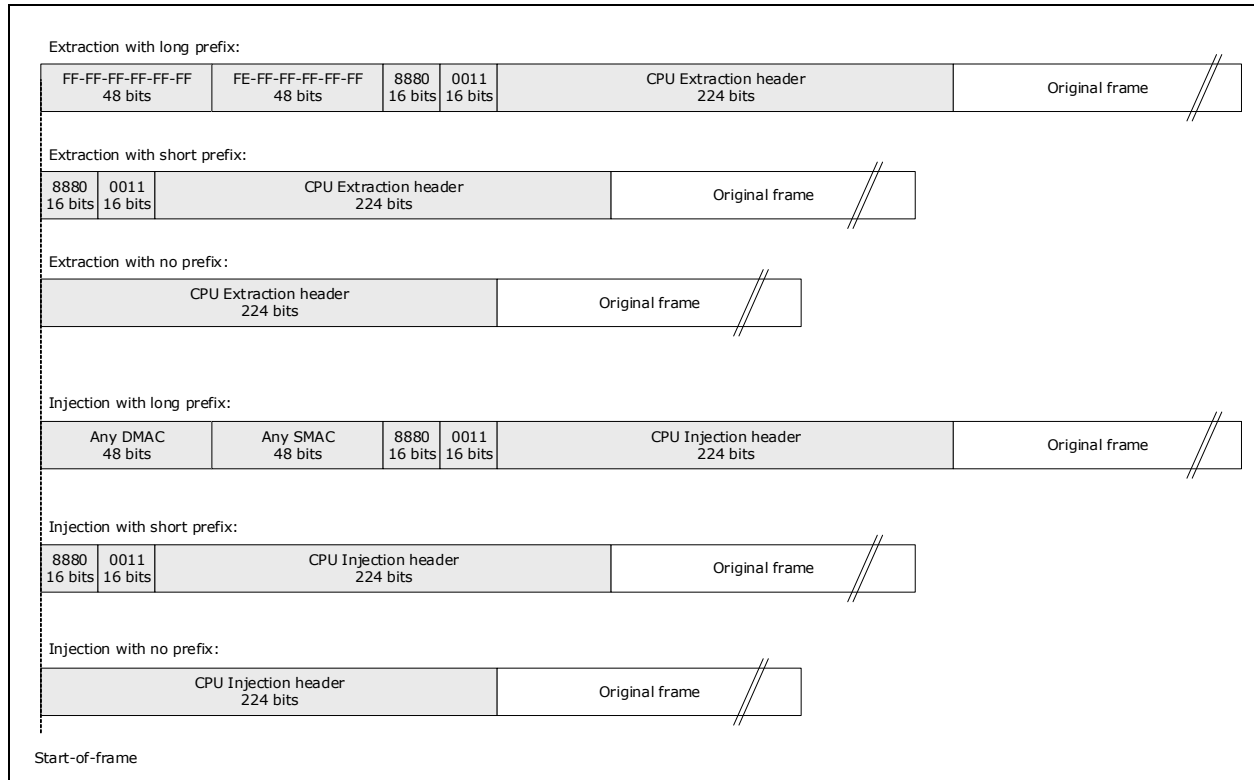 Extraction with long prefix:
FF-FF-FF-FF-FF-FF FE-FF-FF-FF-FF-FF 8880 0011 CPU Extraction header Original frame
48 bits 48 bits 16 bits 16 bits 224 bits
Extraction with short prefix:
8880 0011 CPU Extraction header Original frame
16 bits 16 bits 224 bits
Extraction with no prefix:
CPU Extraction header Original frame
224 bits
Injection with long prefix:
Any DMAC Any SMAC 8880 0011 CPU Injection header Original frame
48 bits 48 bits 16 bits 16 bits 224 bits
Injection with short prefix:
8880 0011 CPU Injection header Original frame
16 bits 16 bits 224 bits
Injection with no prefix:
CPU Injection header Original frame
224 bits
Start-of-frame